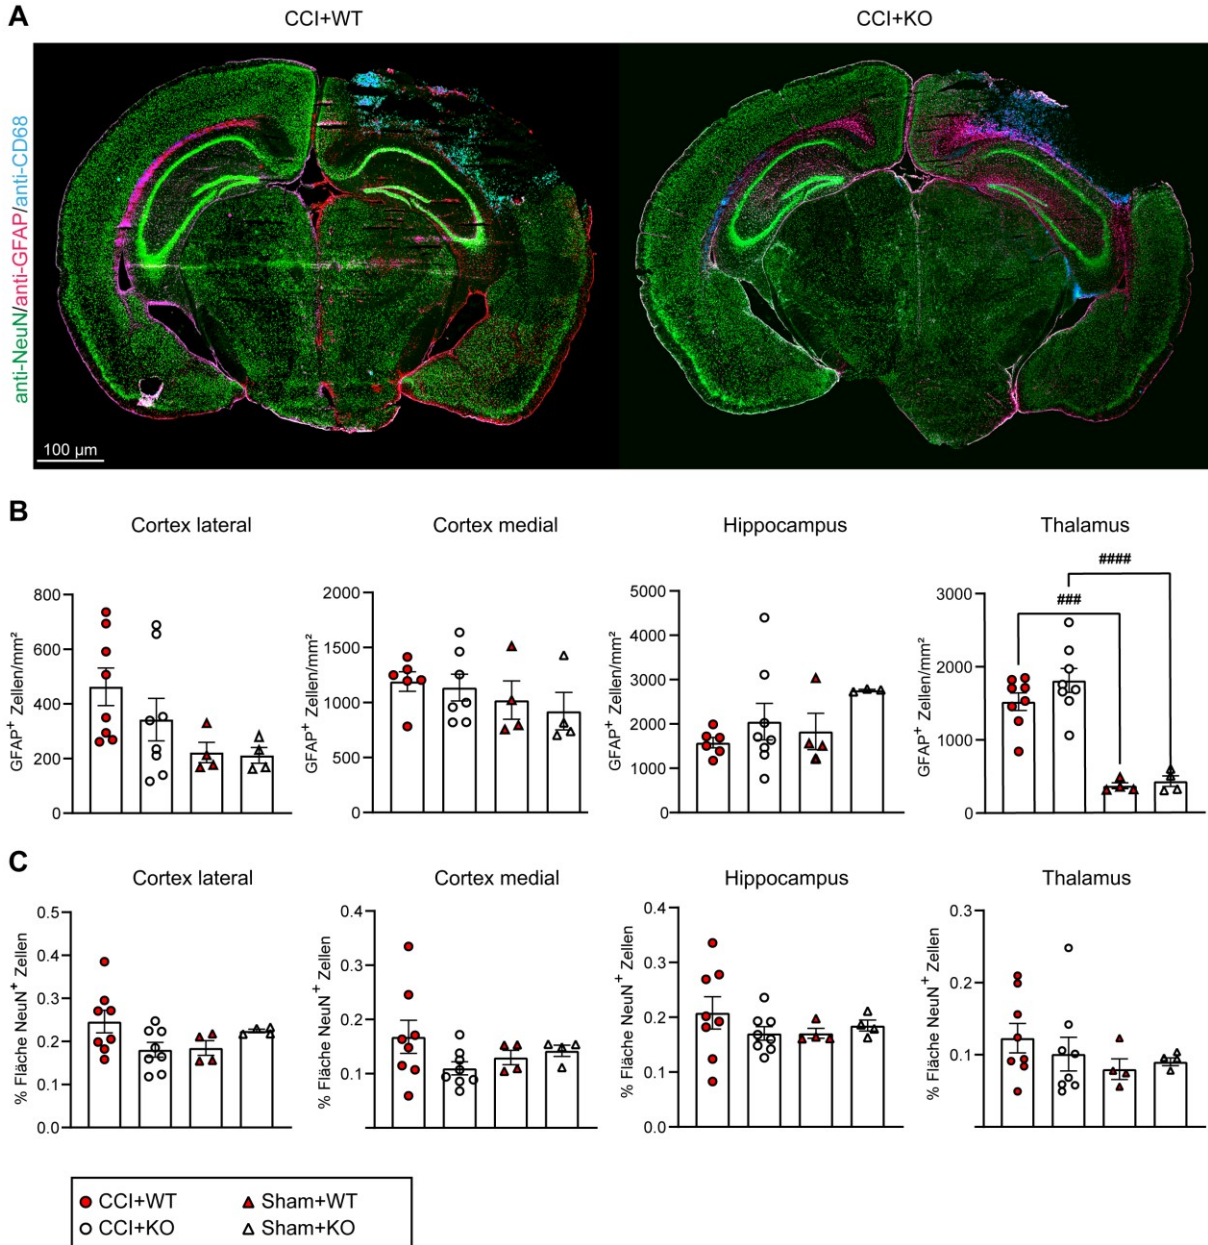 A
CCI+WT
CCI+KO
anti-NeuN/anti-GFAP/anti-CD68
100 µm
B
Cortex lateral
Cortex medial
Hippocampus
Thalamus
GFAP⁺ Zellen/mm²
800
600
400
200
0
GFAP⁺ Zellen/mm²
2000
1500
1000
500
0
GFAP⁺ Zellen/mm²
5000
4000
3000
2000
1000
0
GFAP⁺ Zellen/mm²
3000
2000
1000
0
####
###
C
Cortex lateral
Cortex medial
Hippocampus
Thalamus
% Fläche NeuN⁺ Zellen
0.5
0.4
0.3
0.2
0.1
0.0
% Fläche NeuN⁺ Zellen
0.4
0.3
0.2
0.1
% Fläche NeuN⁺ Zellen
0.4
0.3
0.2
0.1
0.0
% Fläche NeuN⁺ Zellen
0.3
0.2
0.1
CCI+WT
Sham+WT
CCI+KO
Sham+KO